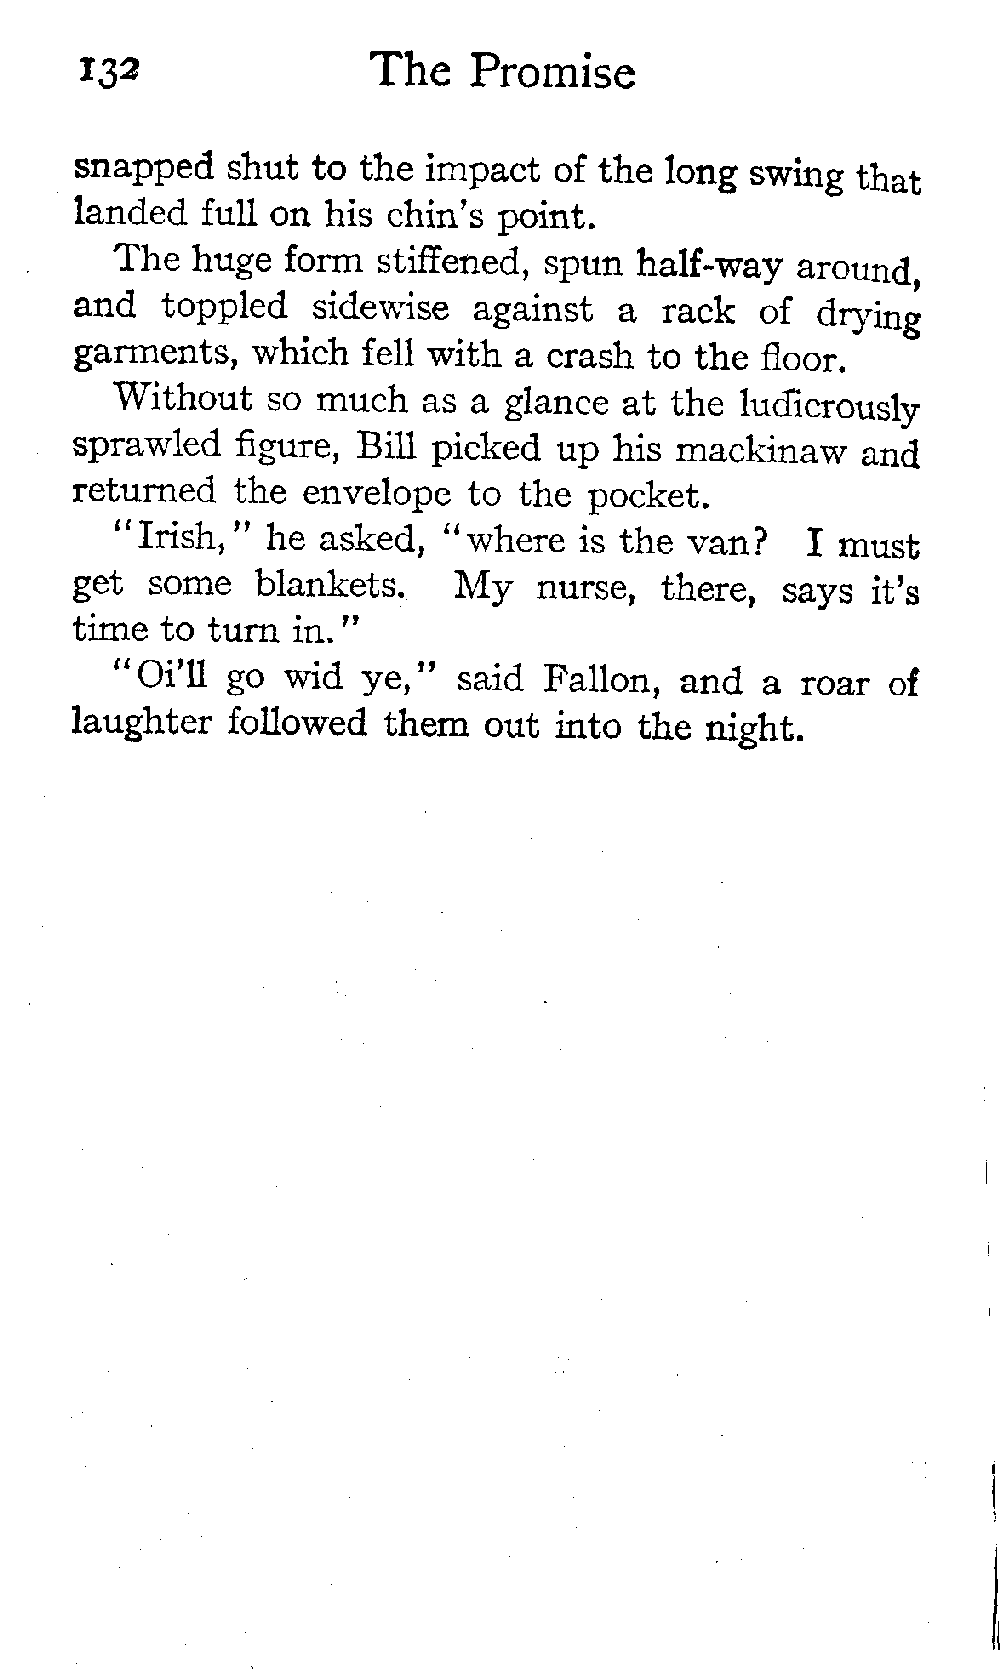 132 The Promise
snapped shut to the impact of the long swing that
landed full on his chin's point.
The huge form stiffened, spun half-way around,
and toppled sidewise against a rack of drying
garments, which fell with a crash to the floor.
Without so much as a glance at the ludicrously
sprawled figure, Bill picked up his mackinaw and
returned the envelope to the pocket.
"Irish," he asked, "where is the van? I must
get some blankets. My nurse, there, says it's
time to turn in."
"Oi'll go wid ye," said Fallon, and a roar of
laughter followed them out into the night.